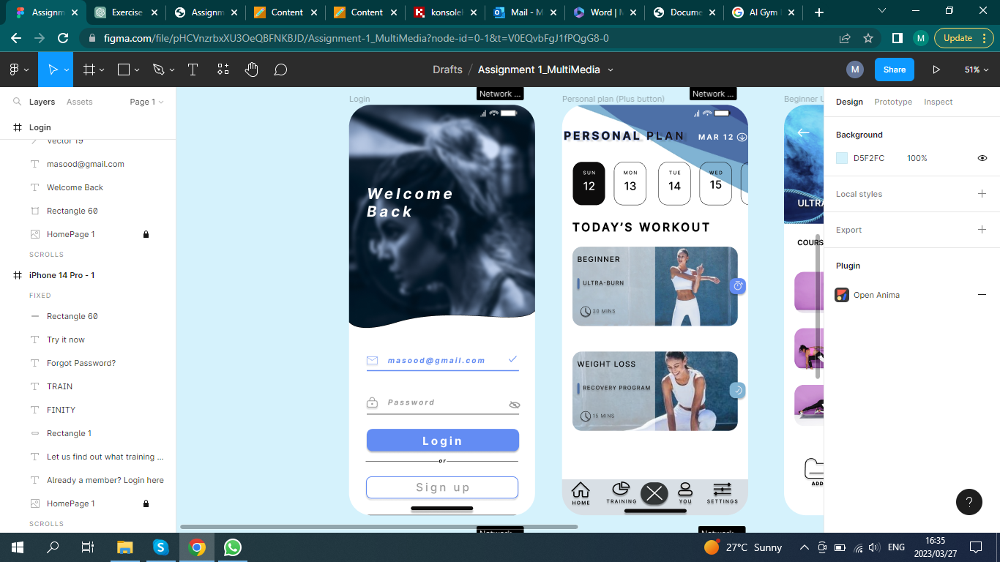 Assignm
Exercise
Assignm
Content
Content
konsolek
Mail - M
Word | M
Docume
AI Gym
Update
figma.com/file/pHCVnzrbxXU3OeQBFNKBJD/Assignment-1_MultiMedia?node-id=0-1&t=V0EQvbFgJ1fPQgG8-0
M
Drafts / Assignment 1_MultiMedia
M
Share
51%
Layers
Assets
Page 1
Login
Vector 19
masood@gmail.com
Welcome Back
Rectangle 60
HomePage 1
SCROLLS
iPhone 14 Pro - 1
FIXED
Rectangle 60
Try it now
Forgot Password?
TRAIN
FINITY
Rectangle 1
Let us find out what training ...
Already a member? Login here
HomePage 1
SCROLLS
Login
Network ...
Welcome
Back
masood@gmail.com
Password
Login
or
Sign up
Network ...
Personal plan (Plus button)
Network ...
PERSONAL PLAN
MAR 12
SUN
12
MON
13
TUE
14
WED
15
TODAY'S WORKOUT
BEGINNER
ULTRA-BURN
20 MINS
WEIGHT LOSS
RECOVERY PROGRAM
15 MINS
HOME
TRAINING
YOU
SETTINGS
Network ...
Beginner U
ULTRA
COURS
ADD
Design
Prototype
Inspect
Background
D5F2FC
100%
Local styles
Export
Plugin
Open Anima
?
27°C Sunny
ENG
16:35
2023/03/27